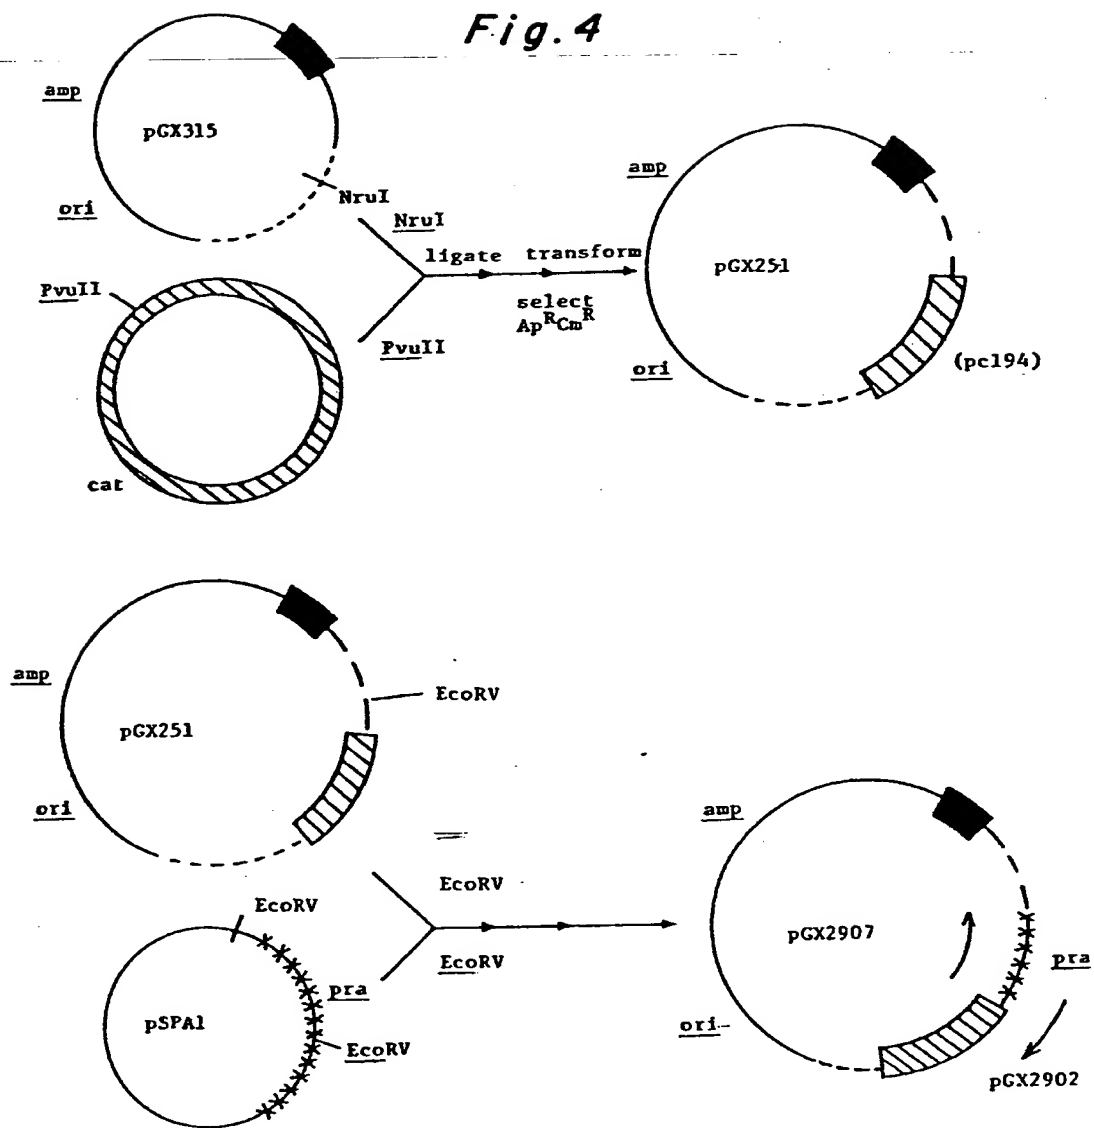 Fig. 4
amp
pGX315
ori
NruI
NruI
PvuII
PvuII
cat
ligate transform
select
Ap^R Cm^R
amp
pGX251
ori
(pc194)
amp
pGX251
EcoRV
ori
EcoRV
EcoRV
EcoRV
pra
pSPA1
EcoRV
amp
pGX2907
pra
ori
pGX2902